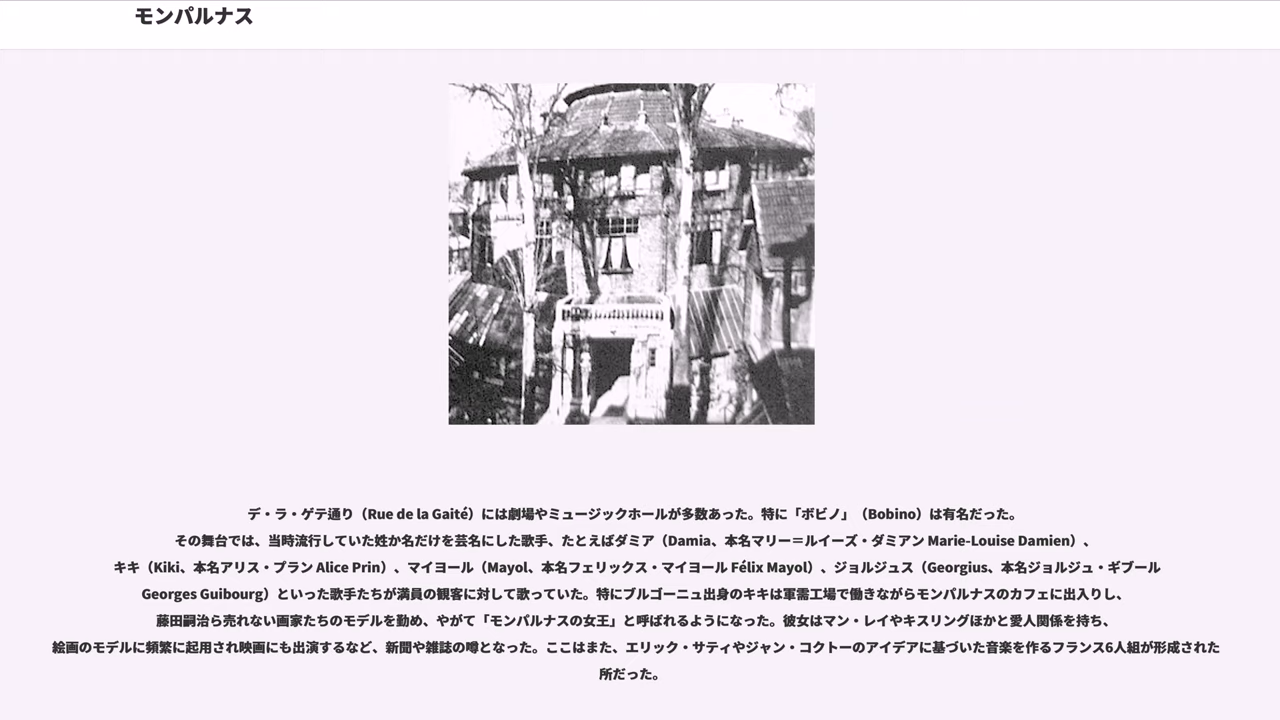 モンパルナス
デ・ラ・ゲテ通り（Rue de la Gaité）には劇場やミュージックホールが多数あった。特に「ボビノ」（Bobino）は有名だった。
その舞台では、当時流行していた姓か名だけを芸名にした歌手、たとえばダミア（Damia、本名マリー＝ルイーズ・ダミアン Marie-Louise Damien）、
キキ（Kiki、本名アリス・プラン Alice Prin）、マイヨール（Mayol、本名フェリックス・マイヨール Félix Mayol）、ジョルジュス（Georgius、本名ジョルジュ・ギブール
Georges Guibourg）といった歌手たちが満員の観客に対して歌っていた。特にブルゴーニュ出身のキキは軍需工場で働きながらモンパルナスのカフェに出入りし、
藤田嗣治ら売れない画家たちのモデルを勤め、やがて「モンパルナスの女王」と呼ばれるようになった。彼女はマン・レイやキスリングほかと愛人関係を持ち、
絵画のモデルに頻繁に起用され映画にも出演するなど、新聞や雑誌の噂となった。ここはまた、エリック・サティやジャン・コクトーのアイデアに基づいた音楽を作るフランス6人組が形成された
所だった。